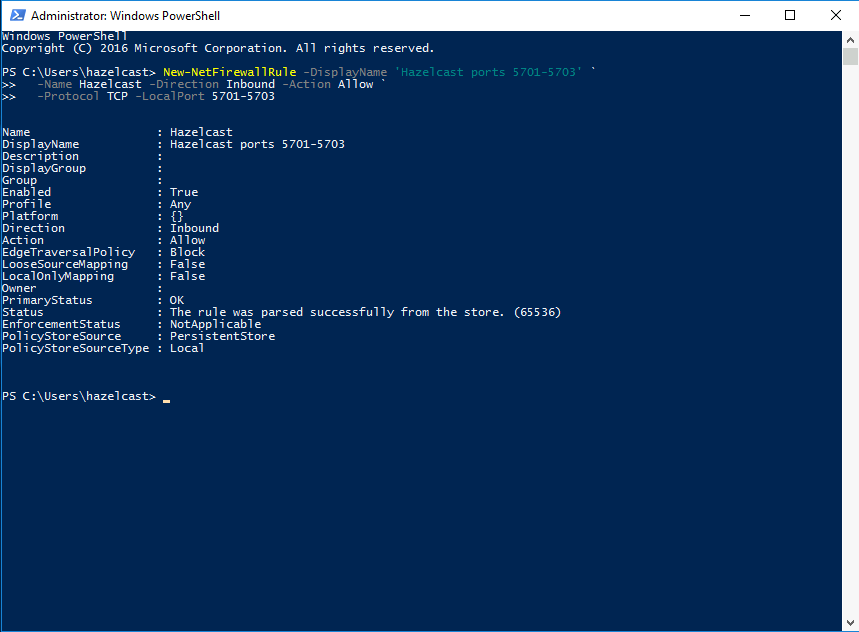 Administrator: Windows PowerShell
Windows PowerShell
Copyright (C) 2016 Microsoft Corporation. All rights reserved.
PS C:\Users\hazelcast> New-NetFirewallRule -DisplayName 'Hazelcast ports 5701-5703' `
>>   -Name Hazelcast -Direction Inbound -Action Allow `
>>   -Protocol TCP -LocalPort 5701-5703
Name                  : Hazelcast
DisplayName           : Hazelcast ports 5701-5703
Description           :
DisplayGroup          :
Group                 :
Enabled               : True
Profile               : Any
Platform              : {}
Direction             : Inbound
Action                : Allow
EdgeTraversalPolicy   : Block
LooseSourceMapping    : False
LocalOnlyMapping      : False
Owner                 :
PrimaryStatus         : OK
Status                : The rule was parsed successfully from the store. (65536)
EnforcementStatus     : NotApplicable
PolicyStoreSource     : PersistentStore
PolicyStoreSourceType : Local
PS C:\Users\hazelcast> _